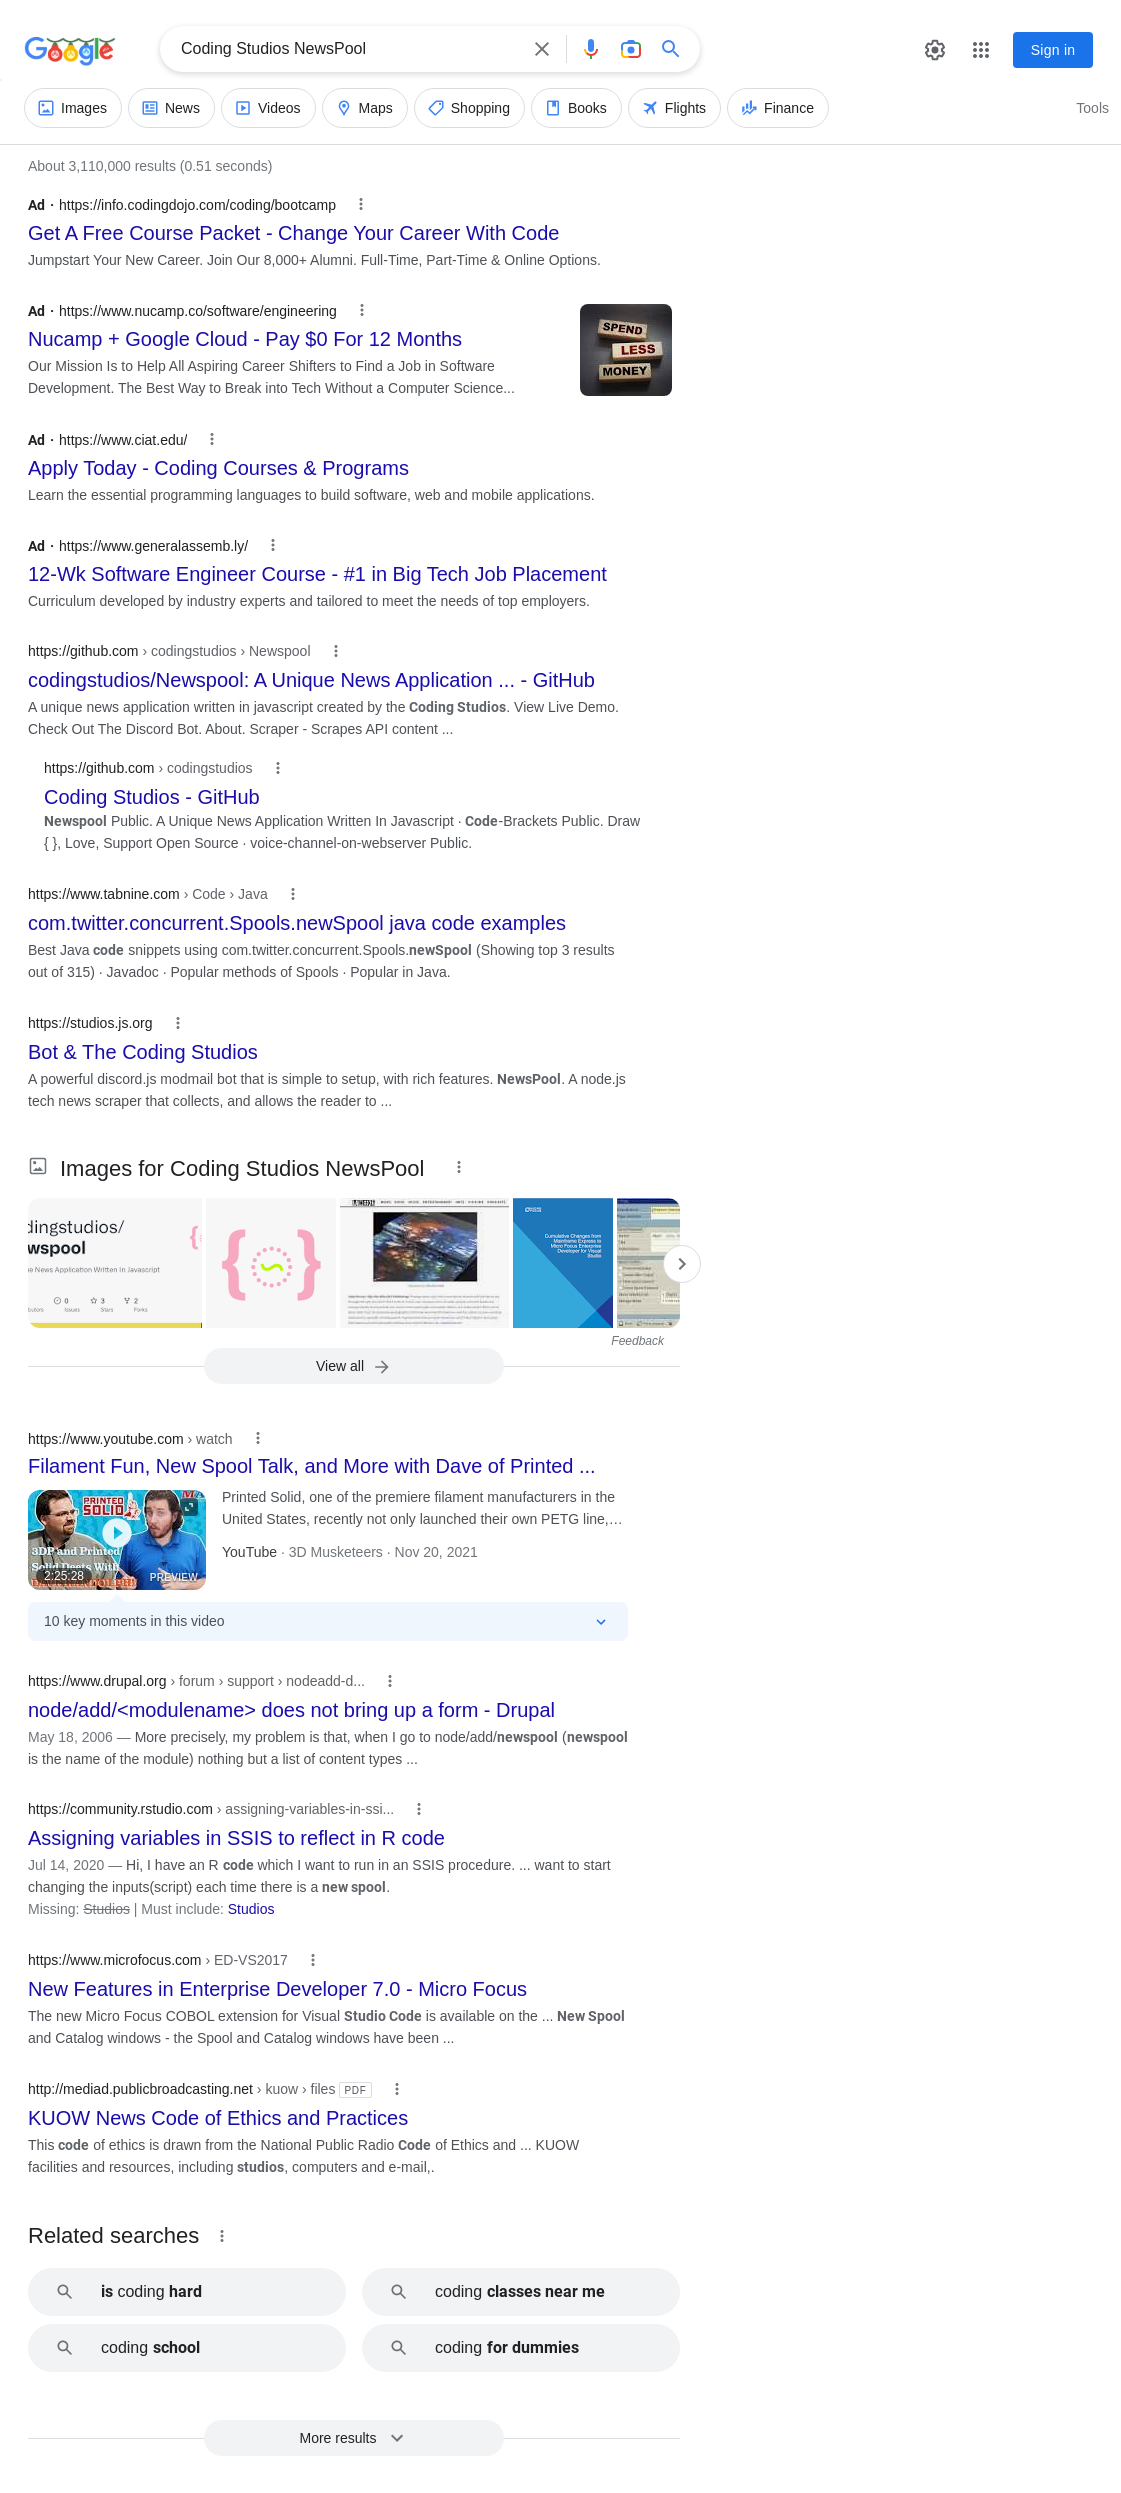 Google
Coding Studios NewsPool
Sign in
Images
News
Videos
Maps
Shopping
Books
Flights
Finance
Tools
About 3,110,000 results (0.51 seconds)
Ad · https://info.codingdojo.com/coding/bootcamp
Get A Free Course Packet - Change Your Career With Code
Jumpstart Your New Career. Join Our 8,000+ Alumni. Full-Time, Part-Time & Online Options.
Ad · https://www.nucamp.co/software/engineering
Nucamp + Google Cloud - Pay $0 For 12 Months
Our Mission Is to Help All Aspiring Career Shifters to Find a Job in Software
Development. The Best Way to Break into Tech Without a Computer Science...
SPEND
LESS
MONEY
Ad · https://www.ciat.edu/
Apply Today - Coding Courses & Programs
Learn the essential programming languages to build software, web and mobile applications.
Ad · https://www.generalassemb.ly/
12-Wk Software Engineer Course - #1 in Big Tech Job Placement
Curriculum developed by industry experts and tailored to meet the needs of top employers.
https://github.com › codingstudios › Newspool
codingstudios/Newspool: A Unique News Application ... - GitHub
A unique news application written in javascript created by the Coding Studios. View Live Demo.
Check Out The Discord Bot. About. Scraper - Scrapes API content ...
https://github.com › codingstudios
Coding Studios - GitHub
Newspool Public. A Unique News Application Written In Javascript · Code-Brackets Public. Draw
{ }, Love, Support Open Source · voice-channel-on-webserver Public.
https://www.tabnine.com › Code › Java
com.twitter.concurrent.Spools.newSpool java code examples
Best Java code snippets using com.twitter.concurrent.Spools.newSpool (Showing top 3 results
out of 315) · Javadoc · Popular methods of Spools · Popular in Java.
https://studios.js.org
Bot & The Coding Studios
A powerful discord.js modmail bot that is simple to setup, with rich features. NewsPool. A node.js
tech news scraper that collects, and allows the reader to ...
Images for Coding Studios NewsPool
dingstudios/
wspool
e News Application Written In Javascript
0 3 2
butors Issues Stars Forks
Cumulative Changes from
Mainframe Express to
Micro Focus Enterprise
Developer for Visual
Studio
Feedback
View all
https://www.youtube.com › watch
Filament Fun, New Spool Talk, and More with Dave of Printed ...
PRINTED
SOLID
3DP and Printed
Solid Deets With
2:25:28
PREVIEW
Printed Solid, one of the premiere filament manufacturers in the
United States, recently not only launched their own PETG line,...
YouTube · 3D Musketeers · Nov 20, 2021
10 key moments in this video
https://www.drupal.org › forum › support › nodeadd-d...
node/add/<modulename> does not bring up a form - Drupal
May 18, 2006 — More precisely, my problem is that, when I go to node/add/newspool (newspool
is the name of the module) nothing but a list of content types ...
https://community.rstudio.com › assigning-variables-in-ssi...
Assigning variables in SSIS to reflect in R code
Jul 14, 2020 — Hi, I have an R code which I want to run in an SSIS procedure. ... want to start
changing the inputs(script) each time there is a new spool.
Missing: Studios | Must include: Studios
https://www.microfocus.com › ED-VS2017
New Features in Enterprise Developer 7.0 - Micro Focus
The new Micro Focus COBOL extension for Visual Studio Code is available on the ... New Spool
and Catalog windows - the Spool and Catalog windows have been ...
http://mediad.publicbroadcasting.net › kuow › files PDF
KUOW News Code of Ethics and Practices
This code of ethics is drawn from the National Public Radio Code of Ethics and ... KUOW
facilities and resources, including studios, computers and e-mail,.
Related searches
is coding hard
coding classes near me
coding school
coding for dummies
More results